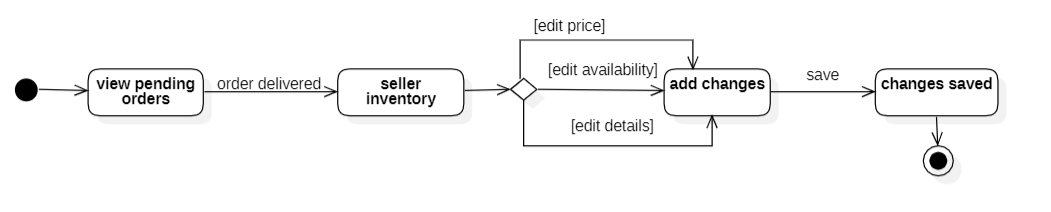 [edit price]
view pending
orders
order delivered
seller
inventory
[edit availability]
add changes
save
changes saved
[edit details]